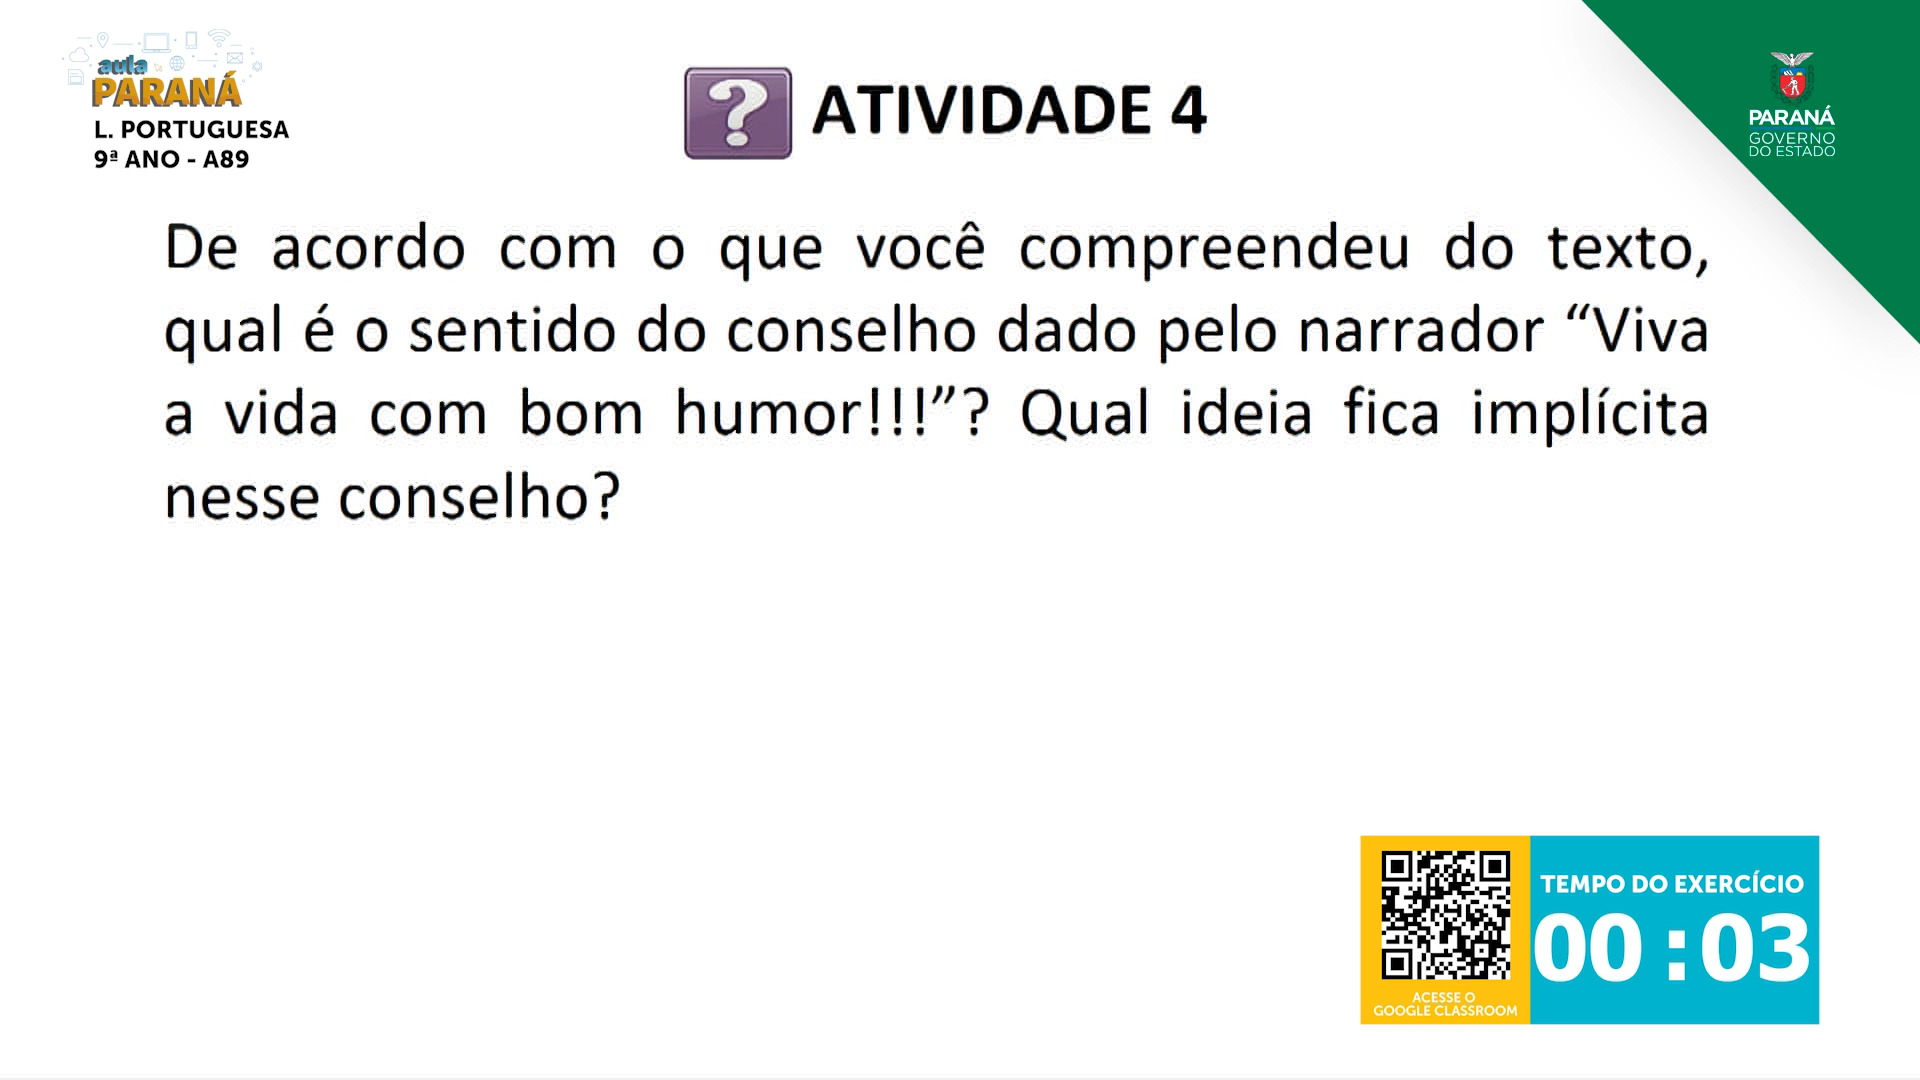 aula
PARANÁ
L. PORTUGUESA
9ª ANO - A89
? ATIVIDADE 4
PARANÁ
GOVERNO
DO ESTADO
De acordo com o que você compreendeu do texto,
qual é o sentido do conselho dado pelo narrador “Viva
a vida com bom humor!!!”? Qual ideia fica implícita
nesse conselho?
TEMPO DO EXERCÍCIO
00 : 03
ACESSE O
GOOGLE CLASSROOM